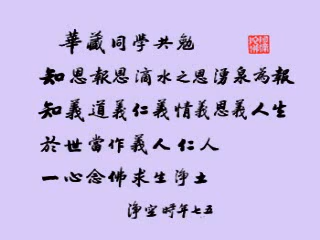 華藏同學共勉
知恩報恩滴水之恩湧泉為報
知義道義仁義情義恩義人生
於世當作義人仁人
一心念佛求生淨土
淨空時年七五